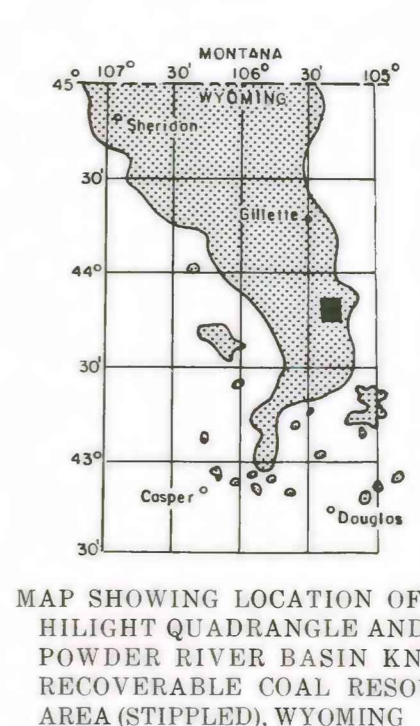 MONTANA
45° 107° 30' 106° 30' 105°
WYOMING
Sheridan
30'
Gillette
44°
30'
43°
Casper
Douglas
30'
MAP SHOWING LOCATION OF
HILIGHT QUADRANGLE AND
POWDER RIVER BASIN KN
RECOVERABLE COAL RESO
AREA (STIPPLED), WYOMING